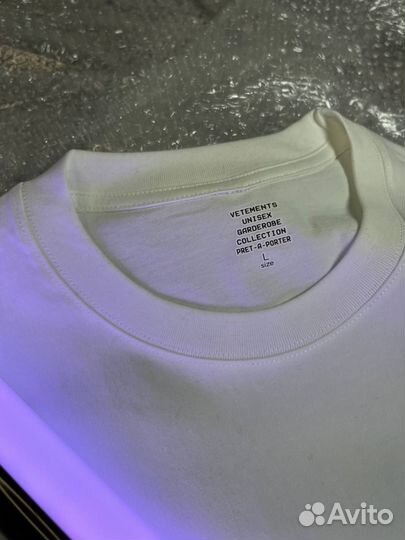 VETEMENTS
UNISEX
GARDEROBE
COLLECTION
PRET-A-PORTER
L
size
Avito